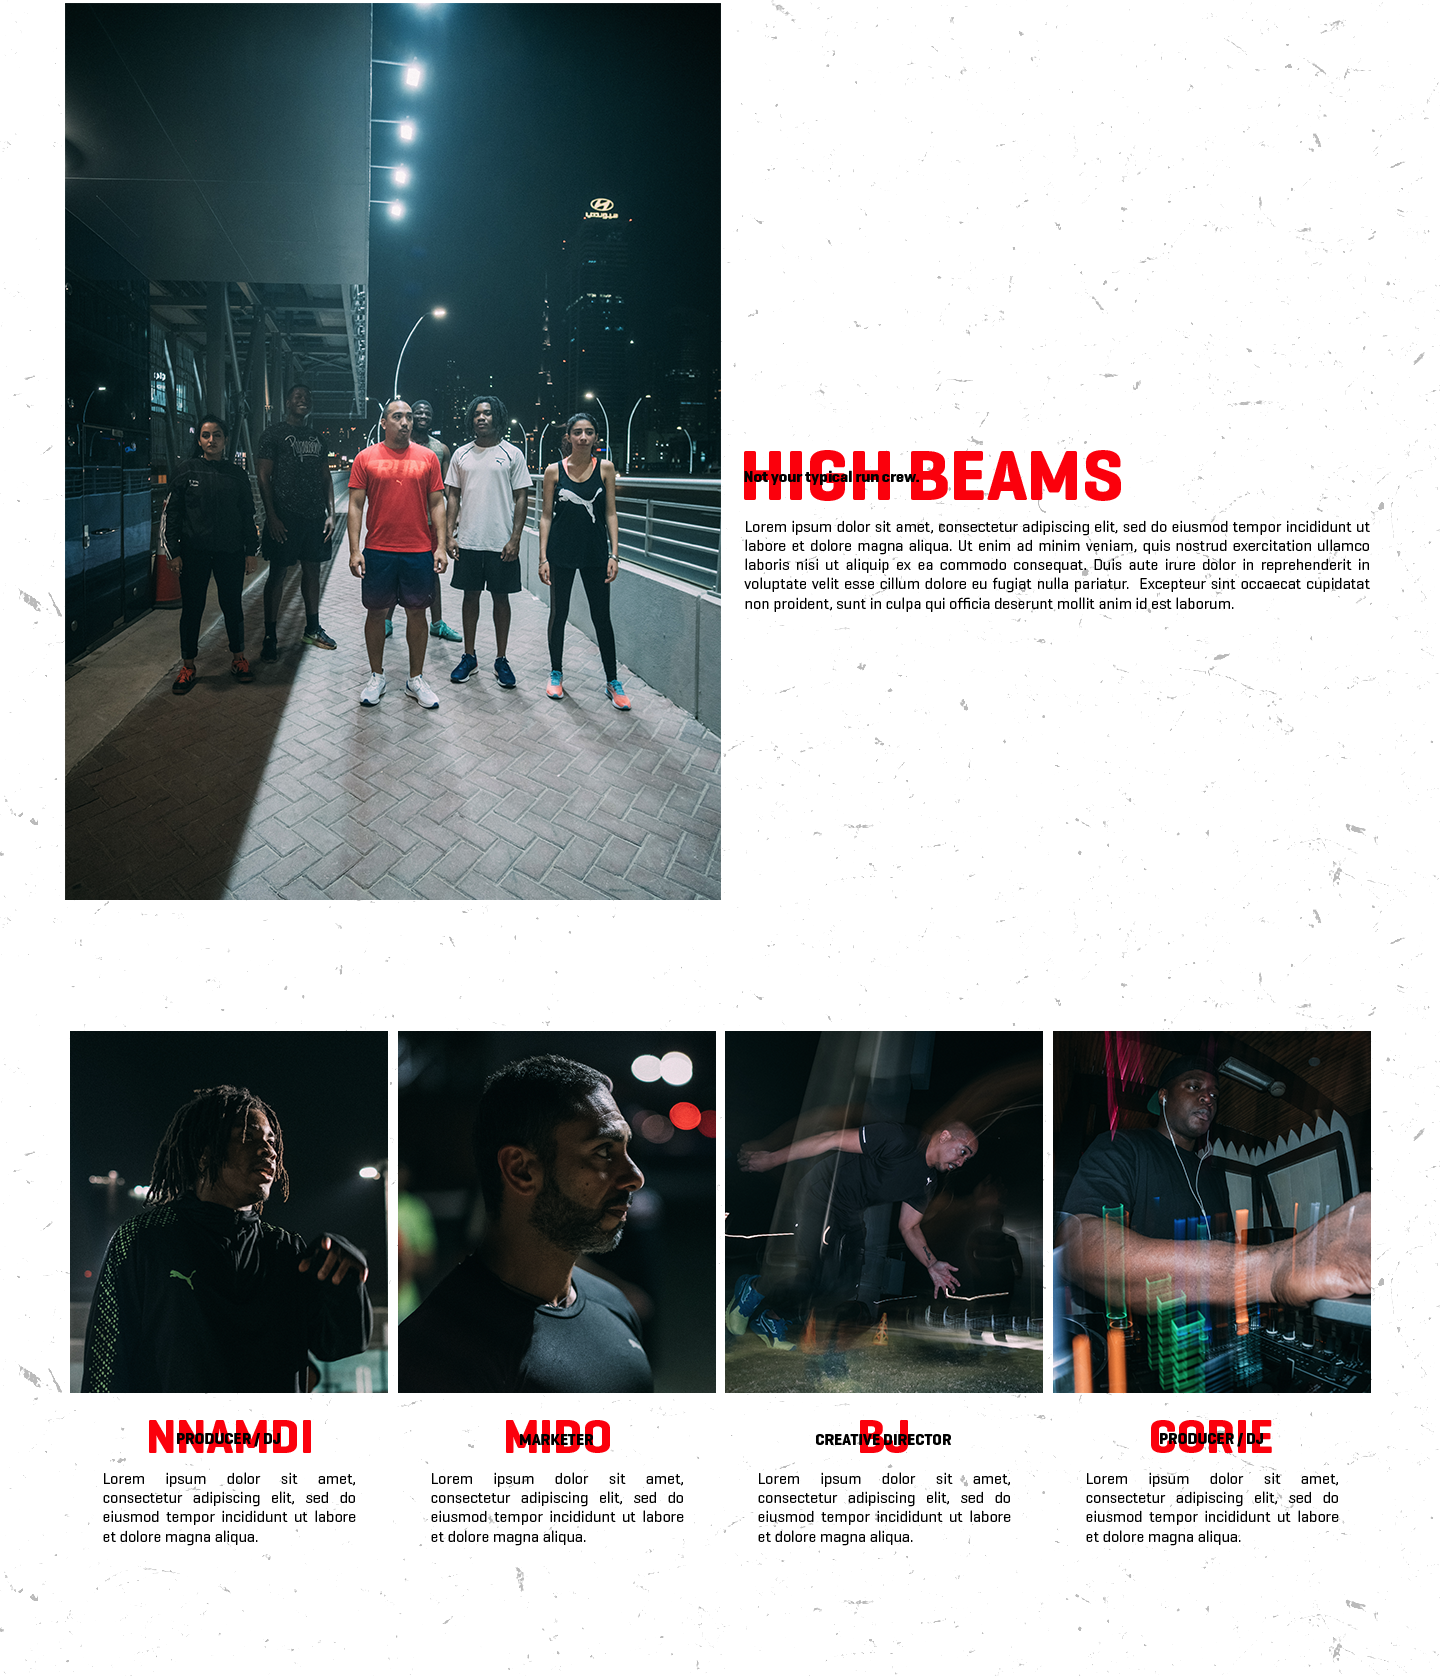 هيونداي
RUN
HIGH BEAMS
Not your typical run crew.
Lorem ipsum dolor sit amet, consectetur adipiscing elit, sed do eiusmod tempor incididunt ut
labore et dolore magna aliqua. Ut enim ad minim veniam, quis nostrud exercitation ullamco
laboris nisi ut aliquip ex ea commodo consequat. Duis aute irure dolor in reprehenderit in
voluptate velit esse cillum dolore eu fugiat nulla pariatur. Excepteur sint occaecat cupidatat
non proident, sunt in culpa qui officia deserunt mollit anim id est laborum.
NNAMDI
PRODUCER / DJ
Lorem ipsum dolor sit amet,
consectetur adipiscing elit, sed do
eiusmod tempor incididunt ut labore
et dolore magna aliqua.
MIDO
MARKETER
Lorem ipsum dolor sit amet,
consectetur adipiscing elit, sed do
eiusmod tempor incididunt ut labore
et dolore magna aliqua.
BJ
CREATIVE DIRECTOR
Lorem ipsum dolor sit amet,
consectetur adipiscing elit, sed do
eiusmod tempor incididunt ut labore
et dolore magna aliqua.
CORIE
PRODUCER / DJ
Lorem ipsum dolor sit amet,
consectetur adipiscing elit, sed do
eiusmod tempor incididunt ut labore
et dolore magna aliqua.